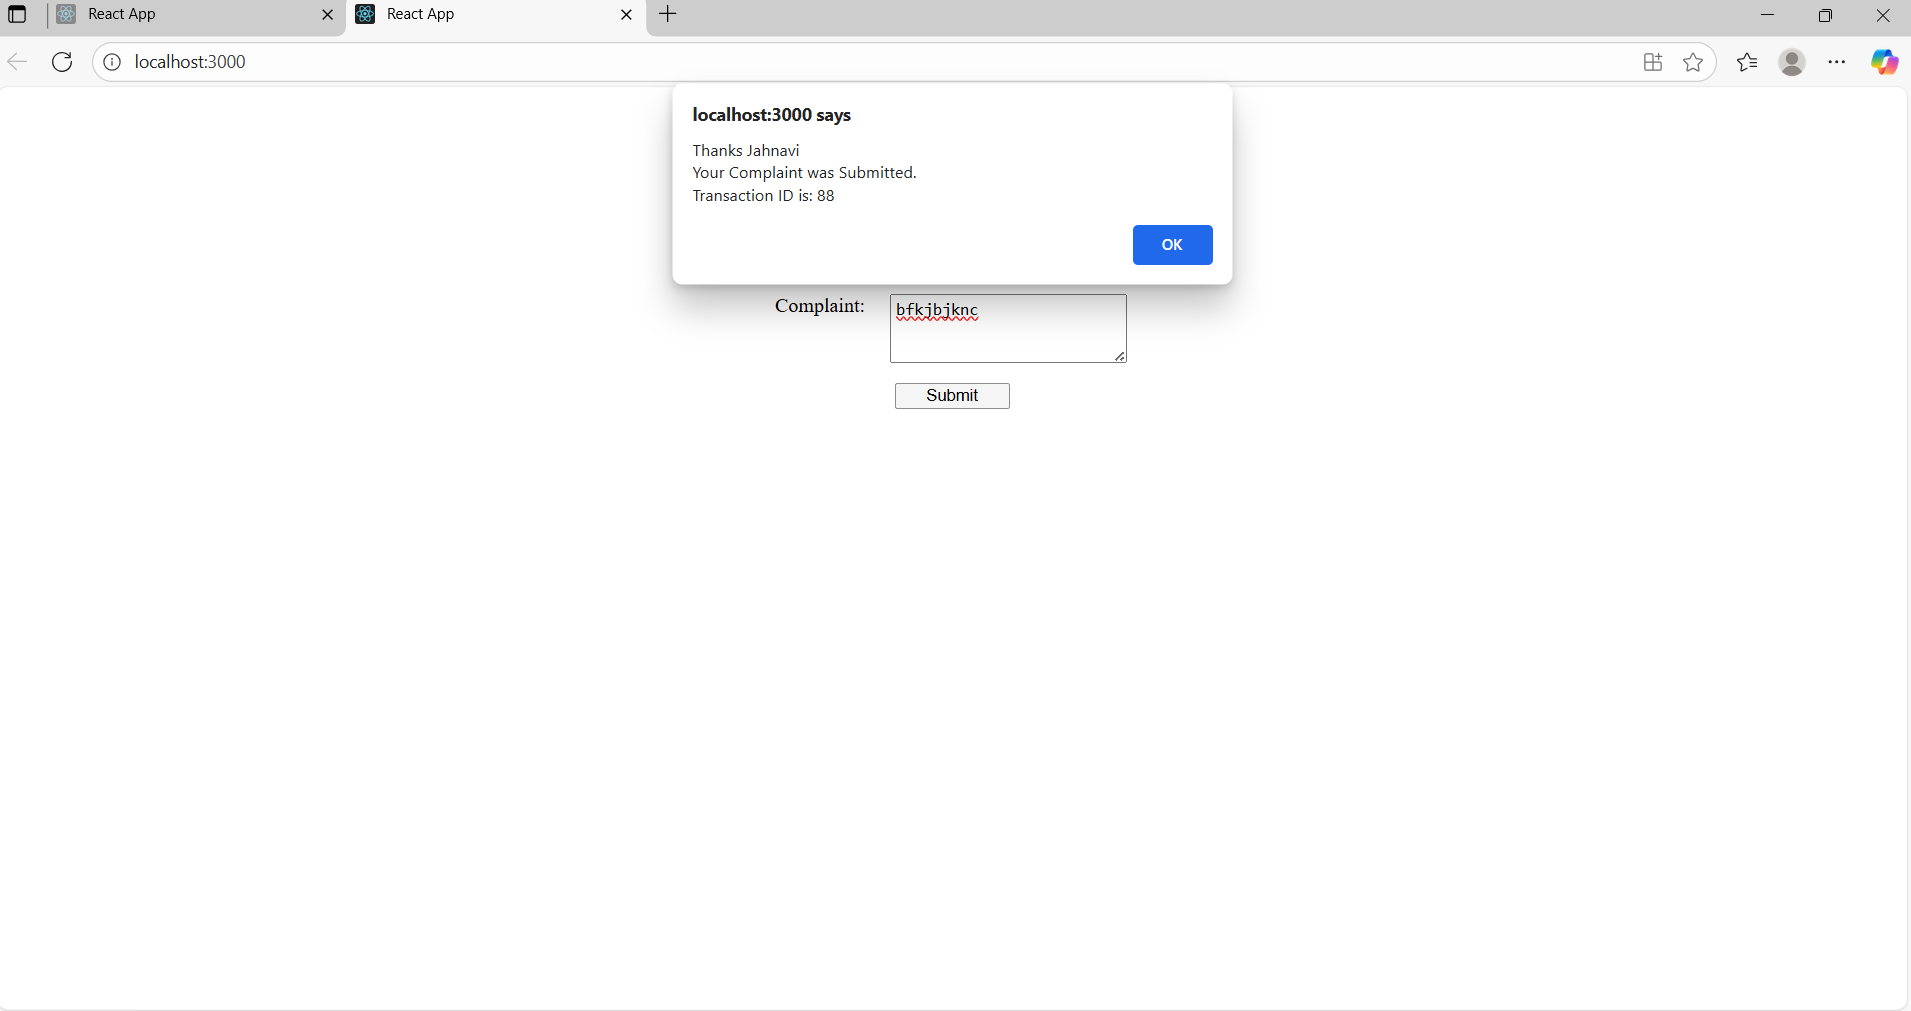 React App
React App
localhost:3000
localhost:3000 says
Thanks Jahnavi
Your Complaint was Submitted.
Transaction ID is: 88
OK
Complaint: bfkjbjknc
Submit